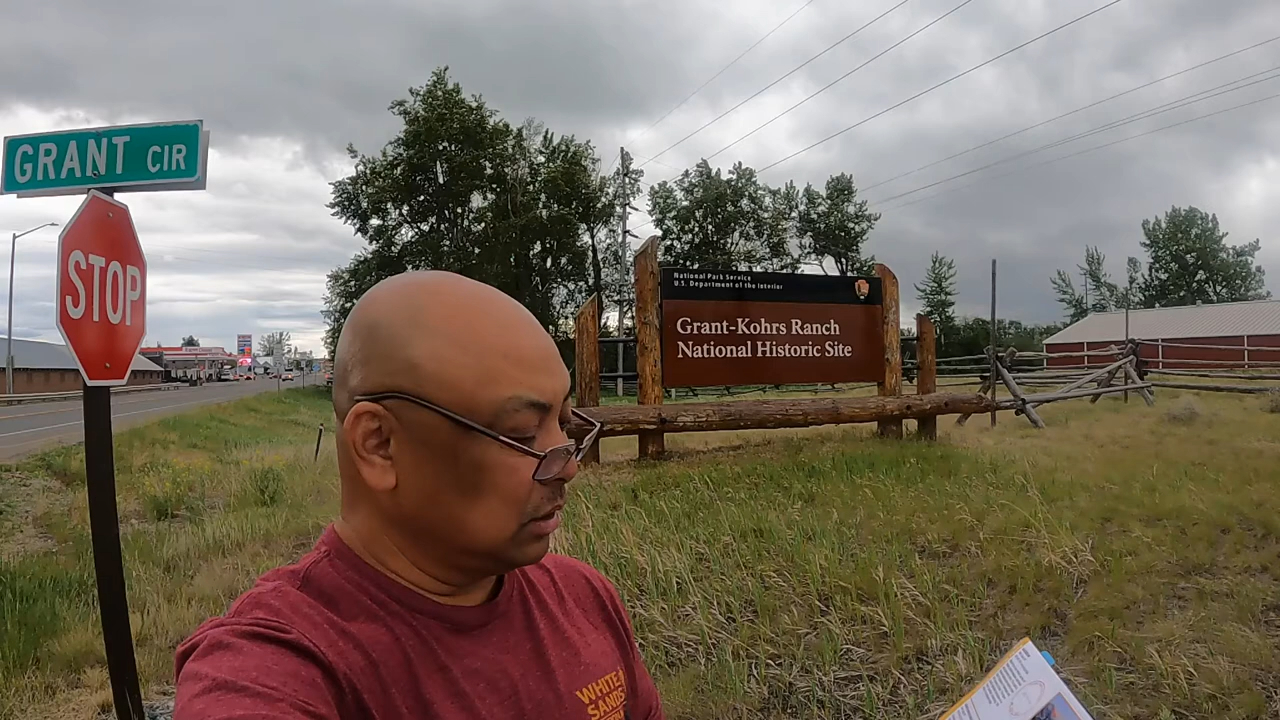 GRANT CIR
STOP
National Park Service
U.S. Department of the Interior
Grant-Kohrs Ranch
National Historic Site
WHITE
SANDS